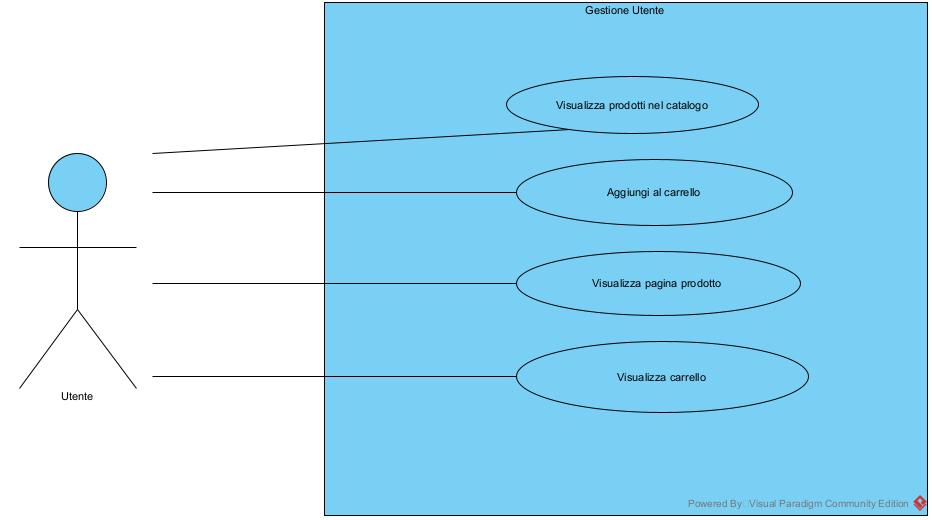 Gestione Utente
Visualizza prodotti nel catalogo
Aggiungi al carrello
Visualizza pagina prodotto
Visualizza carrello
Utente
Powered By Visual Paradigm Community Edition